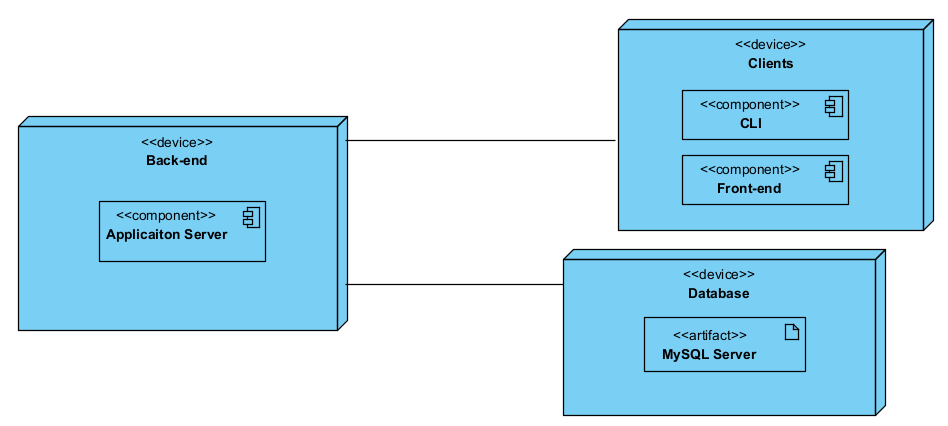 <<device>>
Back-end
<<component>>
Applicaiton Server
<<device>>
Clients
<<component>>
CLI
<<component>>
Front-end
<<device>>
Database
<<artifact>>
MySQL Server